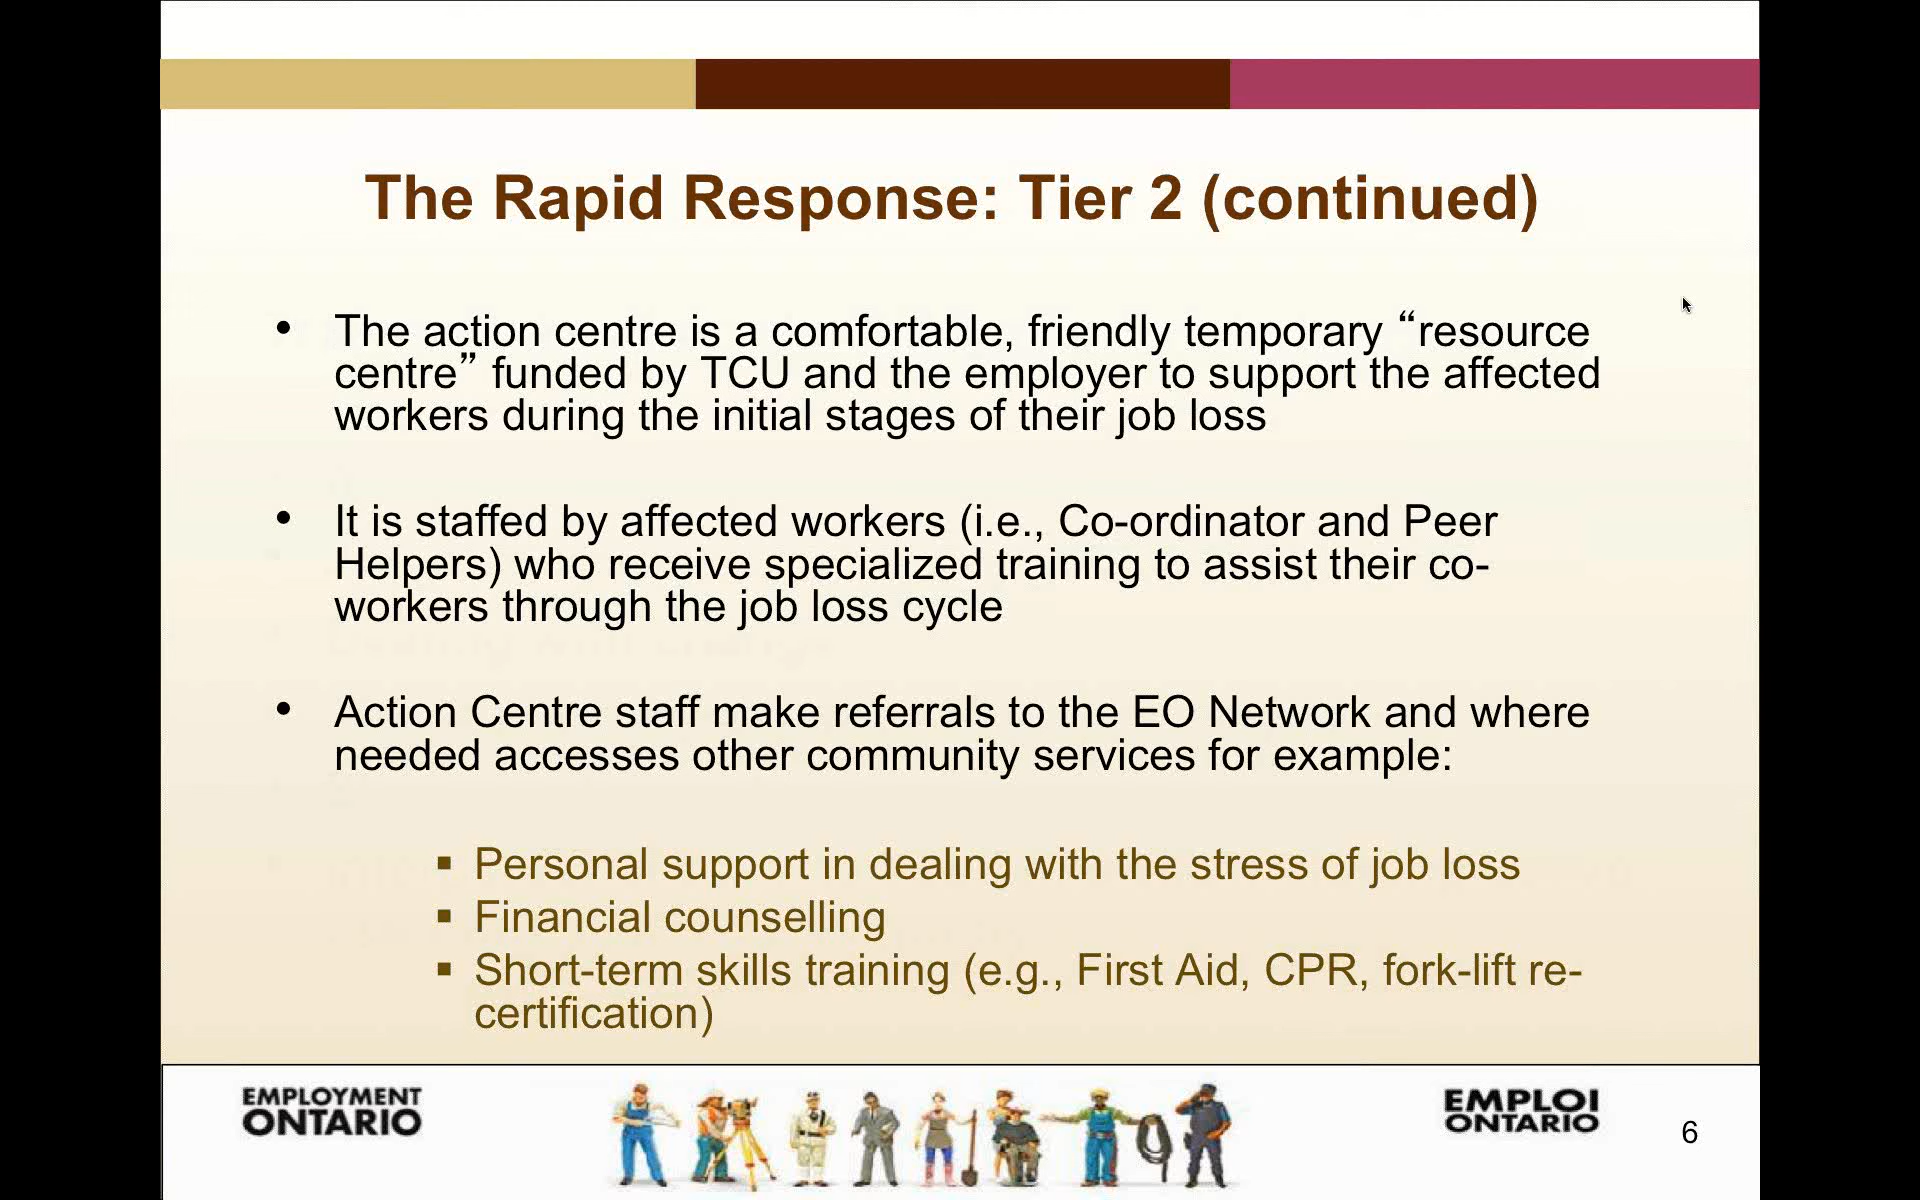 The Rapid Response: Tier 2 (continued)
• The action centre is a comfortable, friendly temporary “resource
centre” funded by TCU and the employer to support the affected
workers during the initial stages of their job loss
• It is staffed by affected workers (i.e., Co-ordinator and Peer
Helpers) who receive specialized training to assist their co-
workers through the job loss cycle
• Action Centre staff make referrals to the EO Network and where
needed accesses other community services for example:
▪ Personal support in dealing with the stress of job loss
▪ Financial counselling
▪ Short-term skills training (e.g., First Aid, CPR, fork-lift re-
certification)
EMPLOYMENT
ONTARIO
EMPLOI
ONTARIO
6